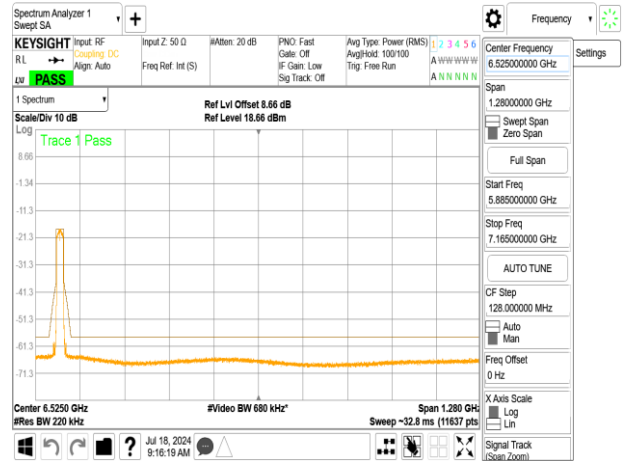 Spectrum Analyzer 1
Swept SA
Frequency
KEYSIGHT
Input: RF
Coupling: DC
Align: Auto
Input Z: 50 Ω
Freq Ref: Int (S)
#Atten: 20 dB
PNO: Fast
Gate: Off
IF Gain: Low
Sig Track: Off
Avg Type: Power (RMS)
Avg|Hold: 100/100
Trig: Free Run
1 2 3 4 5 6
A W W W W W
A N N N N N
R L
LXI
PASS
1 Spectrum
Scale/Div 10 dB
Ref Lvl Offset 8.66 dB
Ref Level 18.66 dBm
Log
Trace 1 Pass
8.66
-1.34
-11.3
-21.3
-31.3
-41.3
-51.3
-61.3
-71.3
Center 6.5250 GHz
#Res BW 220 kHz
#Video BW 680 kHz*
Span 1.280 GHz
Sweep ~32.8 ms (11637 pts
Jul 18, 2024
9:16:19 AM
Center Frequency
6.525000000 GHz
Settings
Span
1.28000000 GHz
Swept Span
Zero Span
Full Span
Start Freq
5.885000000 GHz
Stop Freq
7.165000000 GHz
AUTO TUNE
CF Step
128.000000 MHz
Auto
Man
Freq Offset
0 Hz
X Axis Scale
Log
Lin
Signal Track
(Span Zoom)